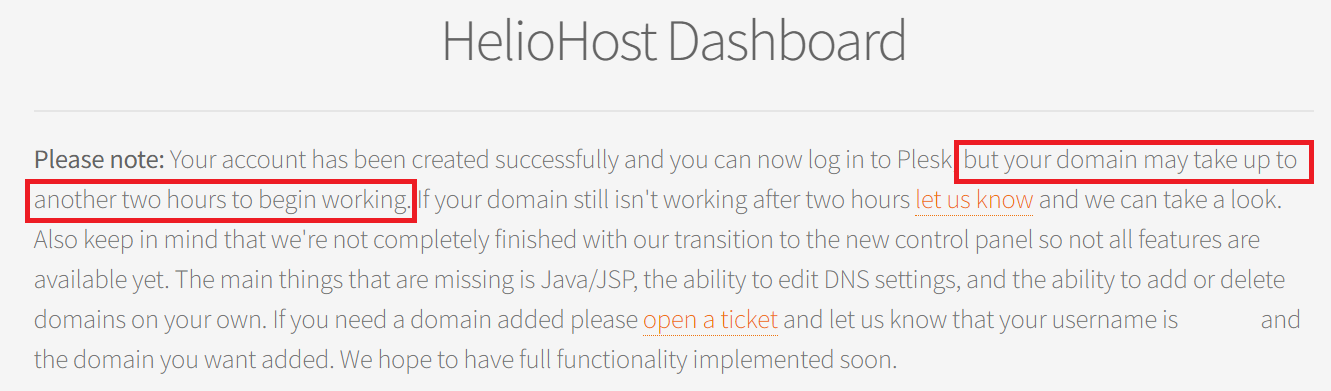 HelioHost Dashboard
Please note: Your account has been created successfully and you can now log in to Plesk but your domain may take up to
another two hours to begin working. If your domain still isn't working after two hours let us know and we can take a look.
Also keep in mind that we're not completely finished with our transition to the new control panel so not all features are
available yet. The main things that are missing is Java/JSP, the ability to edit DNS settings, and the ability to add or delete
domains on your own. If you need a domain added please open a ticket and let us know that your username is and
the domain you want added. We hope to have full functionality implemented soon.